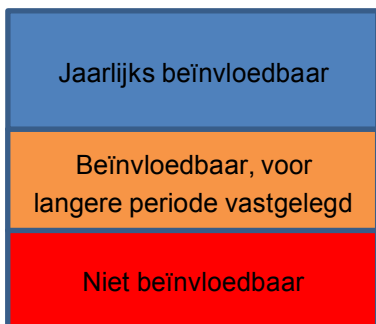 Jaarlijks beïnvloedbaar
Beïnvloedbaar, voor
langere periode vastgelegd
Niet beïnvloedbaar